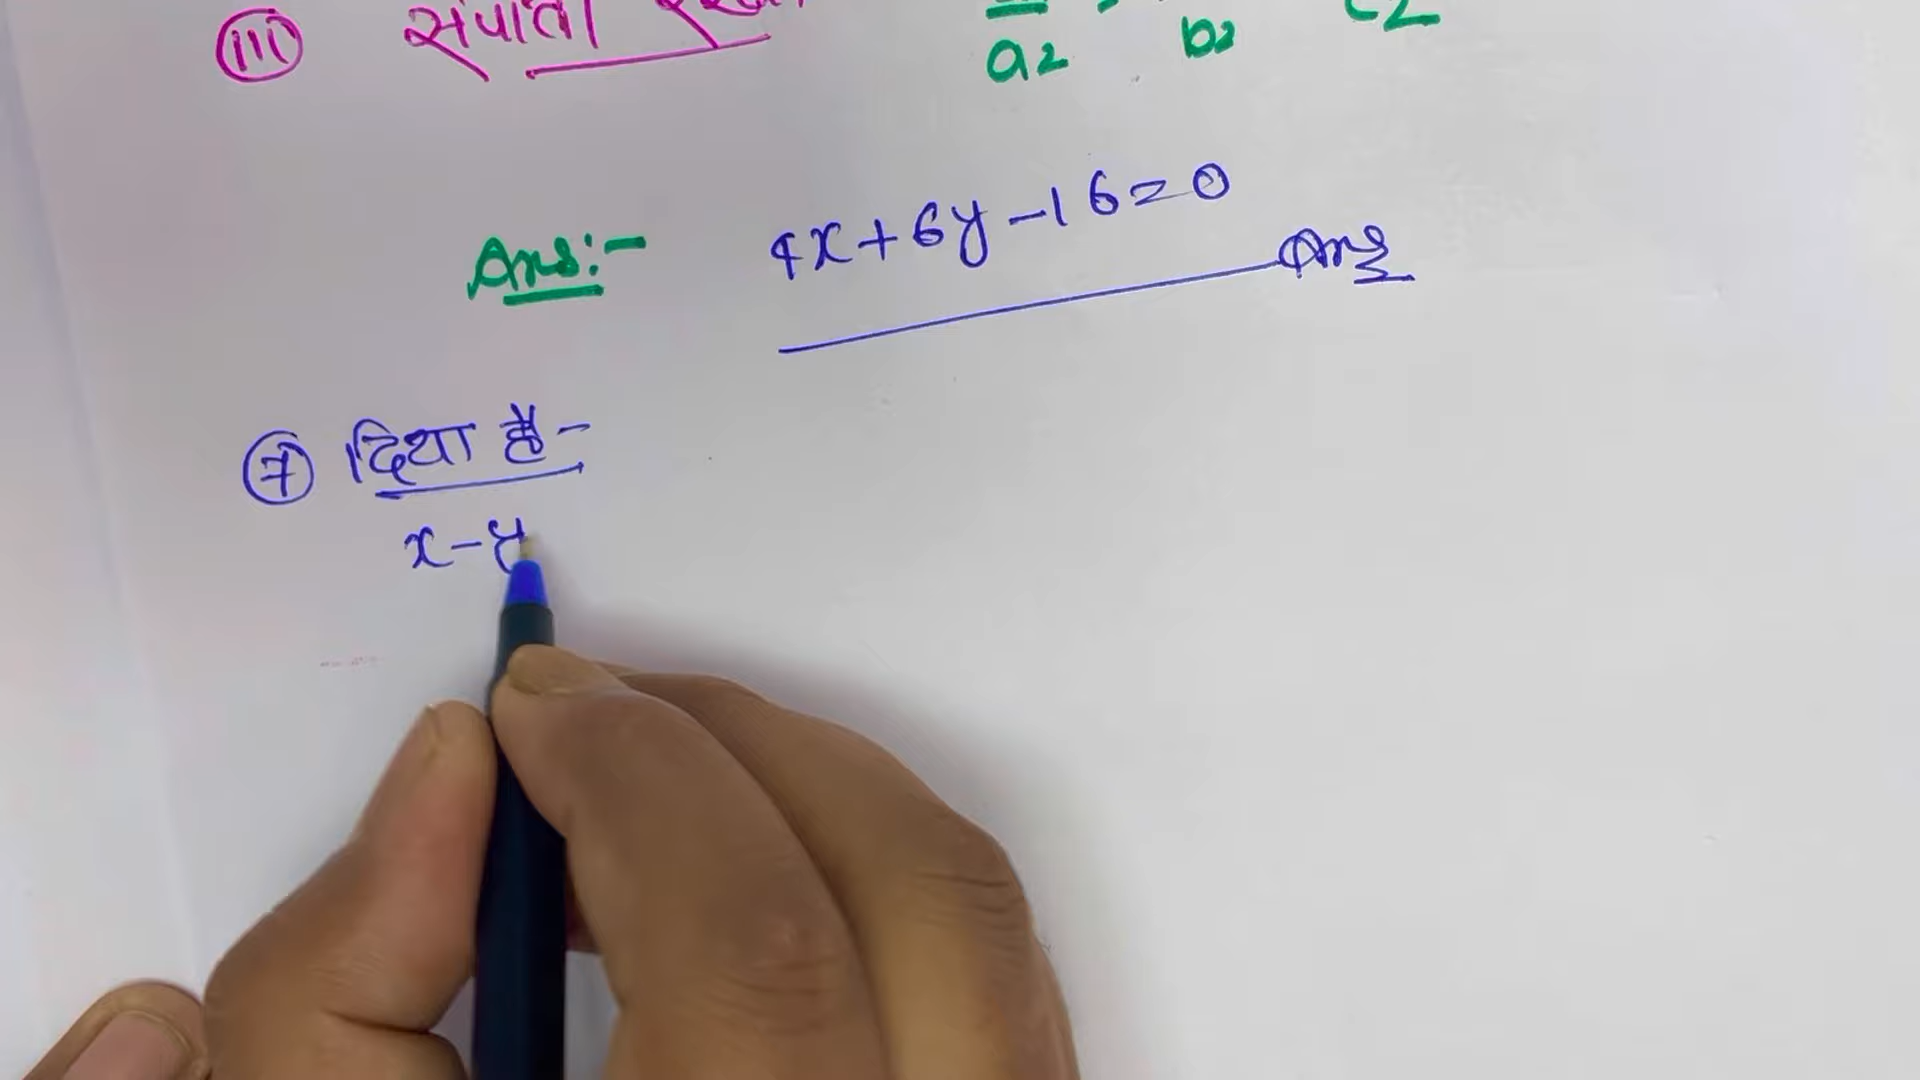 (III) संपाती
a2 b2 c2
Ans:- 4x+6y-16=0 Ans
(7) दिया है-
x-y